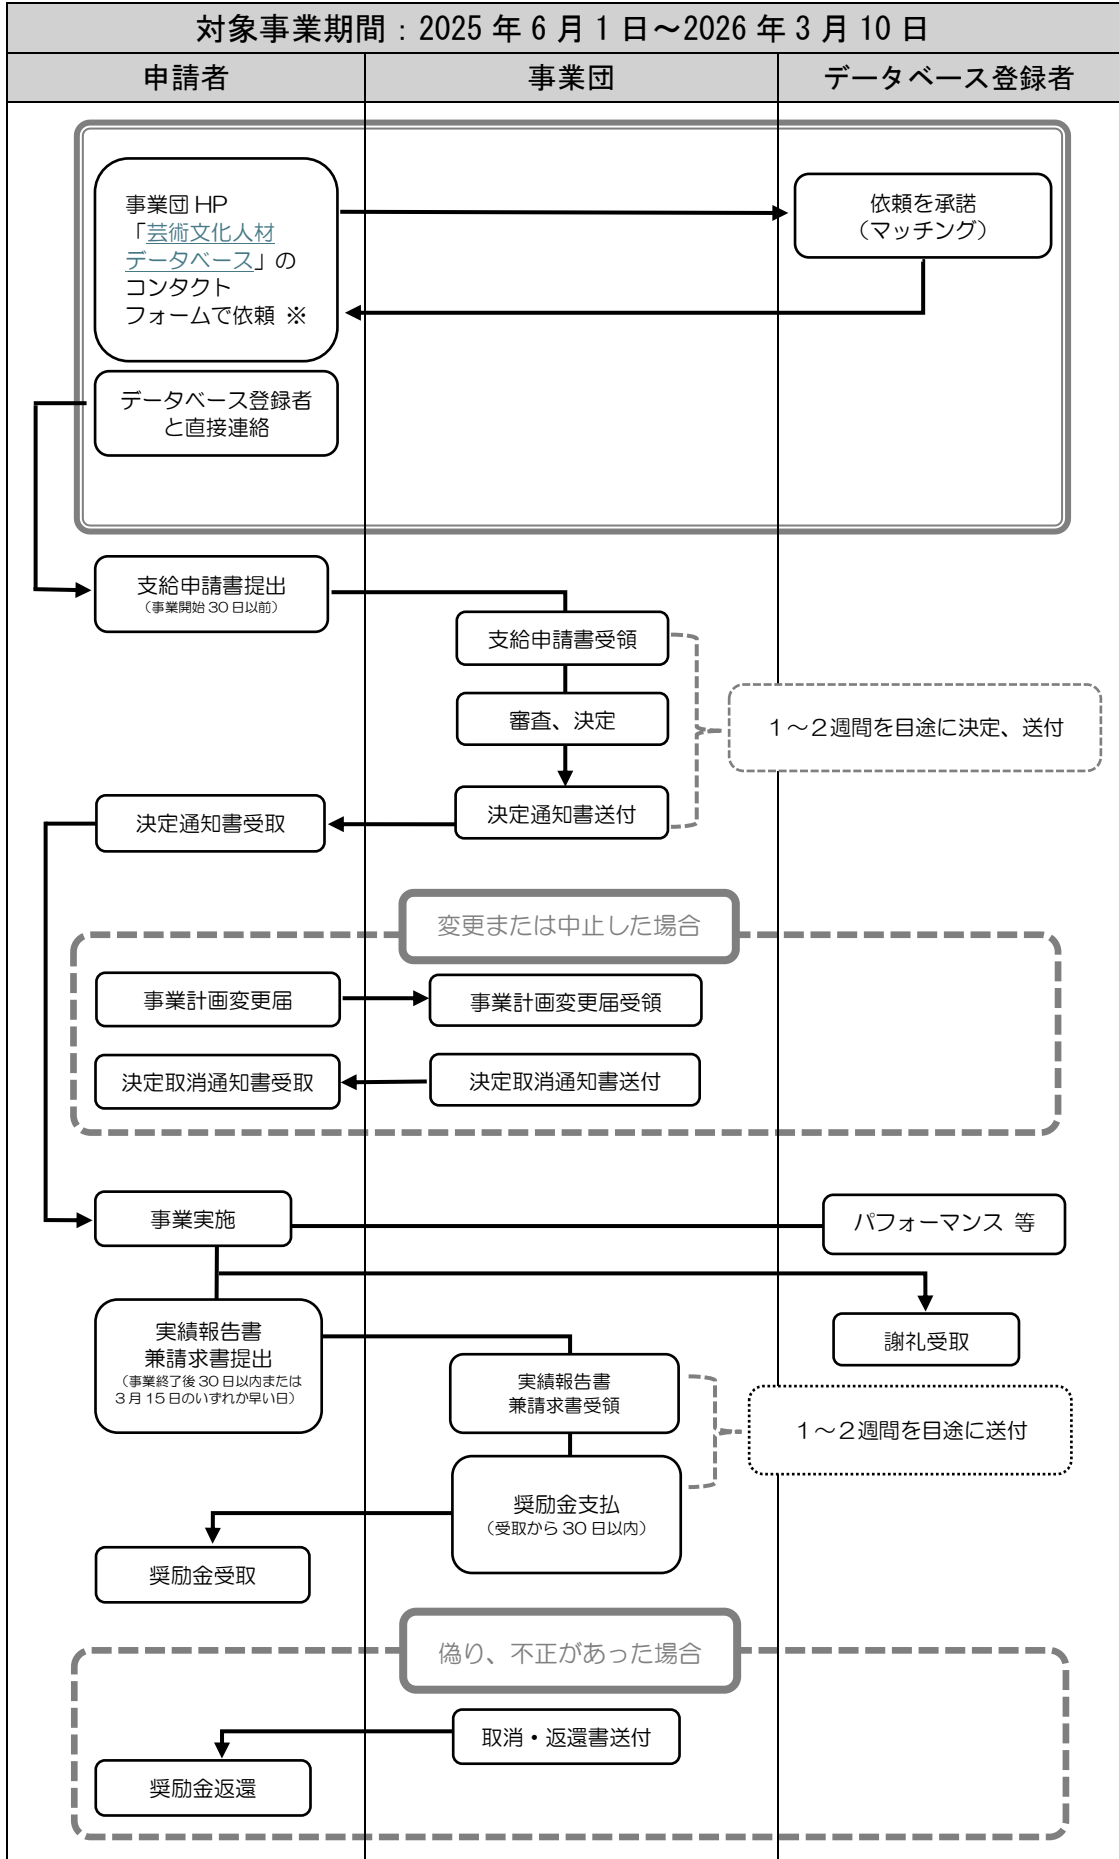 対象事業期間：2025年6月1日～2026年3月10日
申請者
事業団
データベース登録者
事業団HP
「芸術文化人材
データベース」の
コンタクト
フォームで依頼 ※
依頼を承諾
（マッチング）
データベース登録者
と直接連絡
支給申請書提出
（事業開始30日以前）
支給申請書受領
審査、決定
1～2週間を目途に決定、送付
決定通知書送付
決定通知書受取
変更または中止した場合
事業計画変更届
事業計画変更届受領
決定取消通知書受取
決定取消通知書送付
事業実施
パフォーマンス 等
謝礼受取
実績報告書
兼請求書提出
（事業終了後30日以内または
3月15日のいずれか早い日）
実績報告書
兼請求書受領
1～2週間を目途に送付
奨励金支払
（受取から30日以内）
奨励金受取
偽り、不正があった場合
取消・返還書送付
奨励金返還